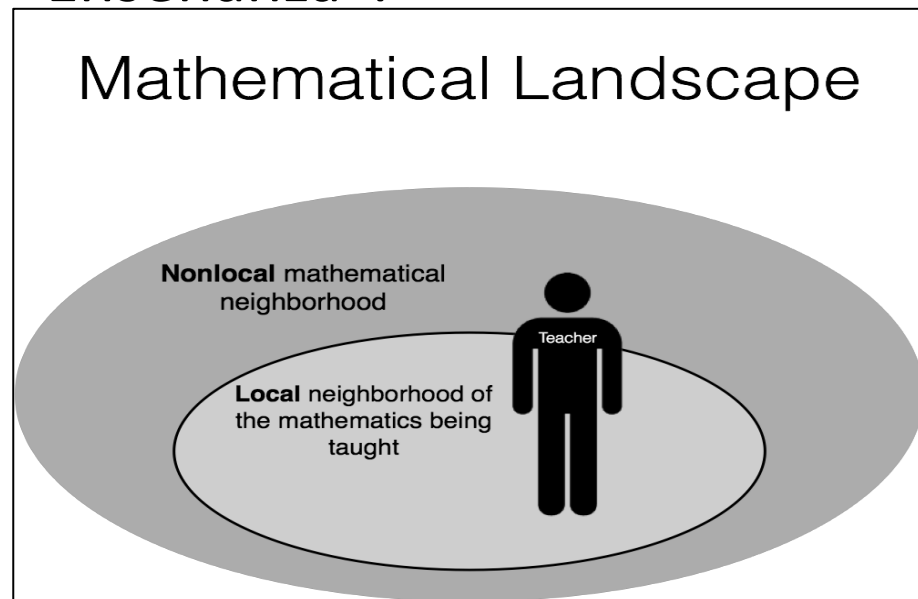 Mathematical Landscape
Nonlocal mathematical
neighborhood
Teacher
Local neighborhood of
the mathematics being
taught